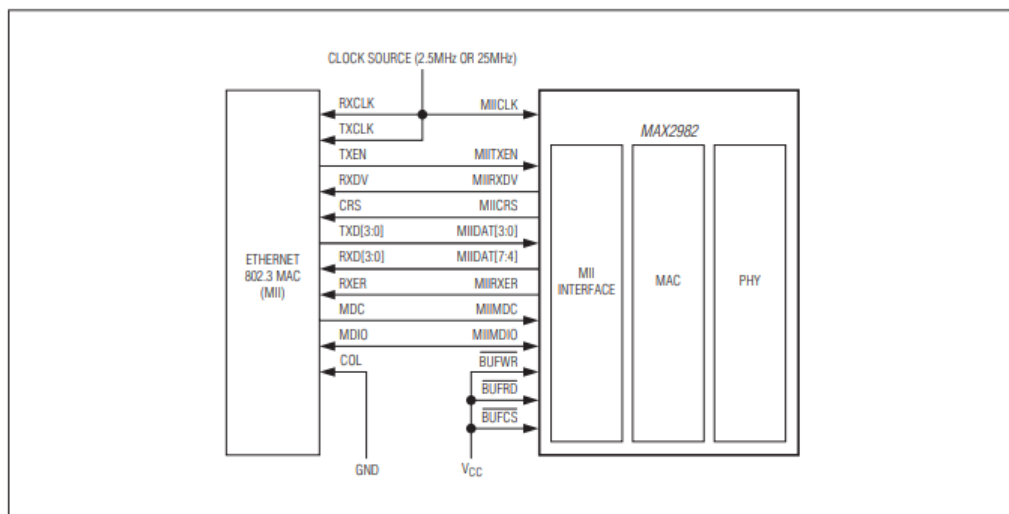 CLOCK SOURCE (2.5MHz OR 25MHz)
RXCLK MIICLK
TXCLK
MAX2982
TXEN MIITXEN
RXDV MIIRXDV
CRS MIICRS
TXD[3:0] MIIDAT[3:0]
RXD[3:0] MIIDAT[7:4]
RXER MIIRXER
MDC MIIMDC
MDIO MIIMDIO
COL BUFWR
BUFRD
BUFCS
ETHERNET
802.3 MAC
(MII)
MII
INTERFACE
MAC
PHY
GND
VCC